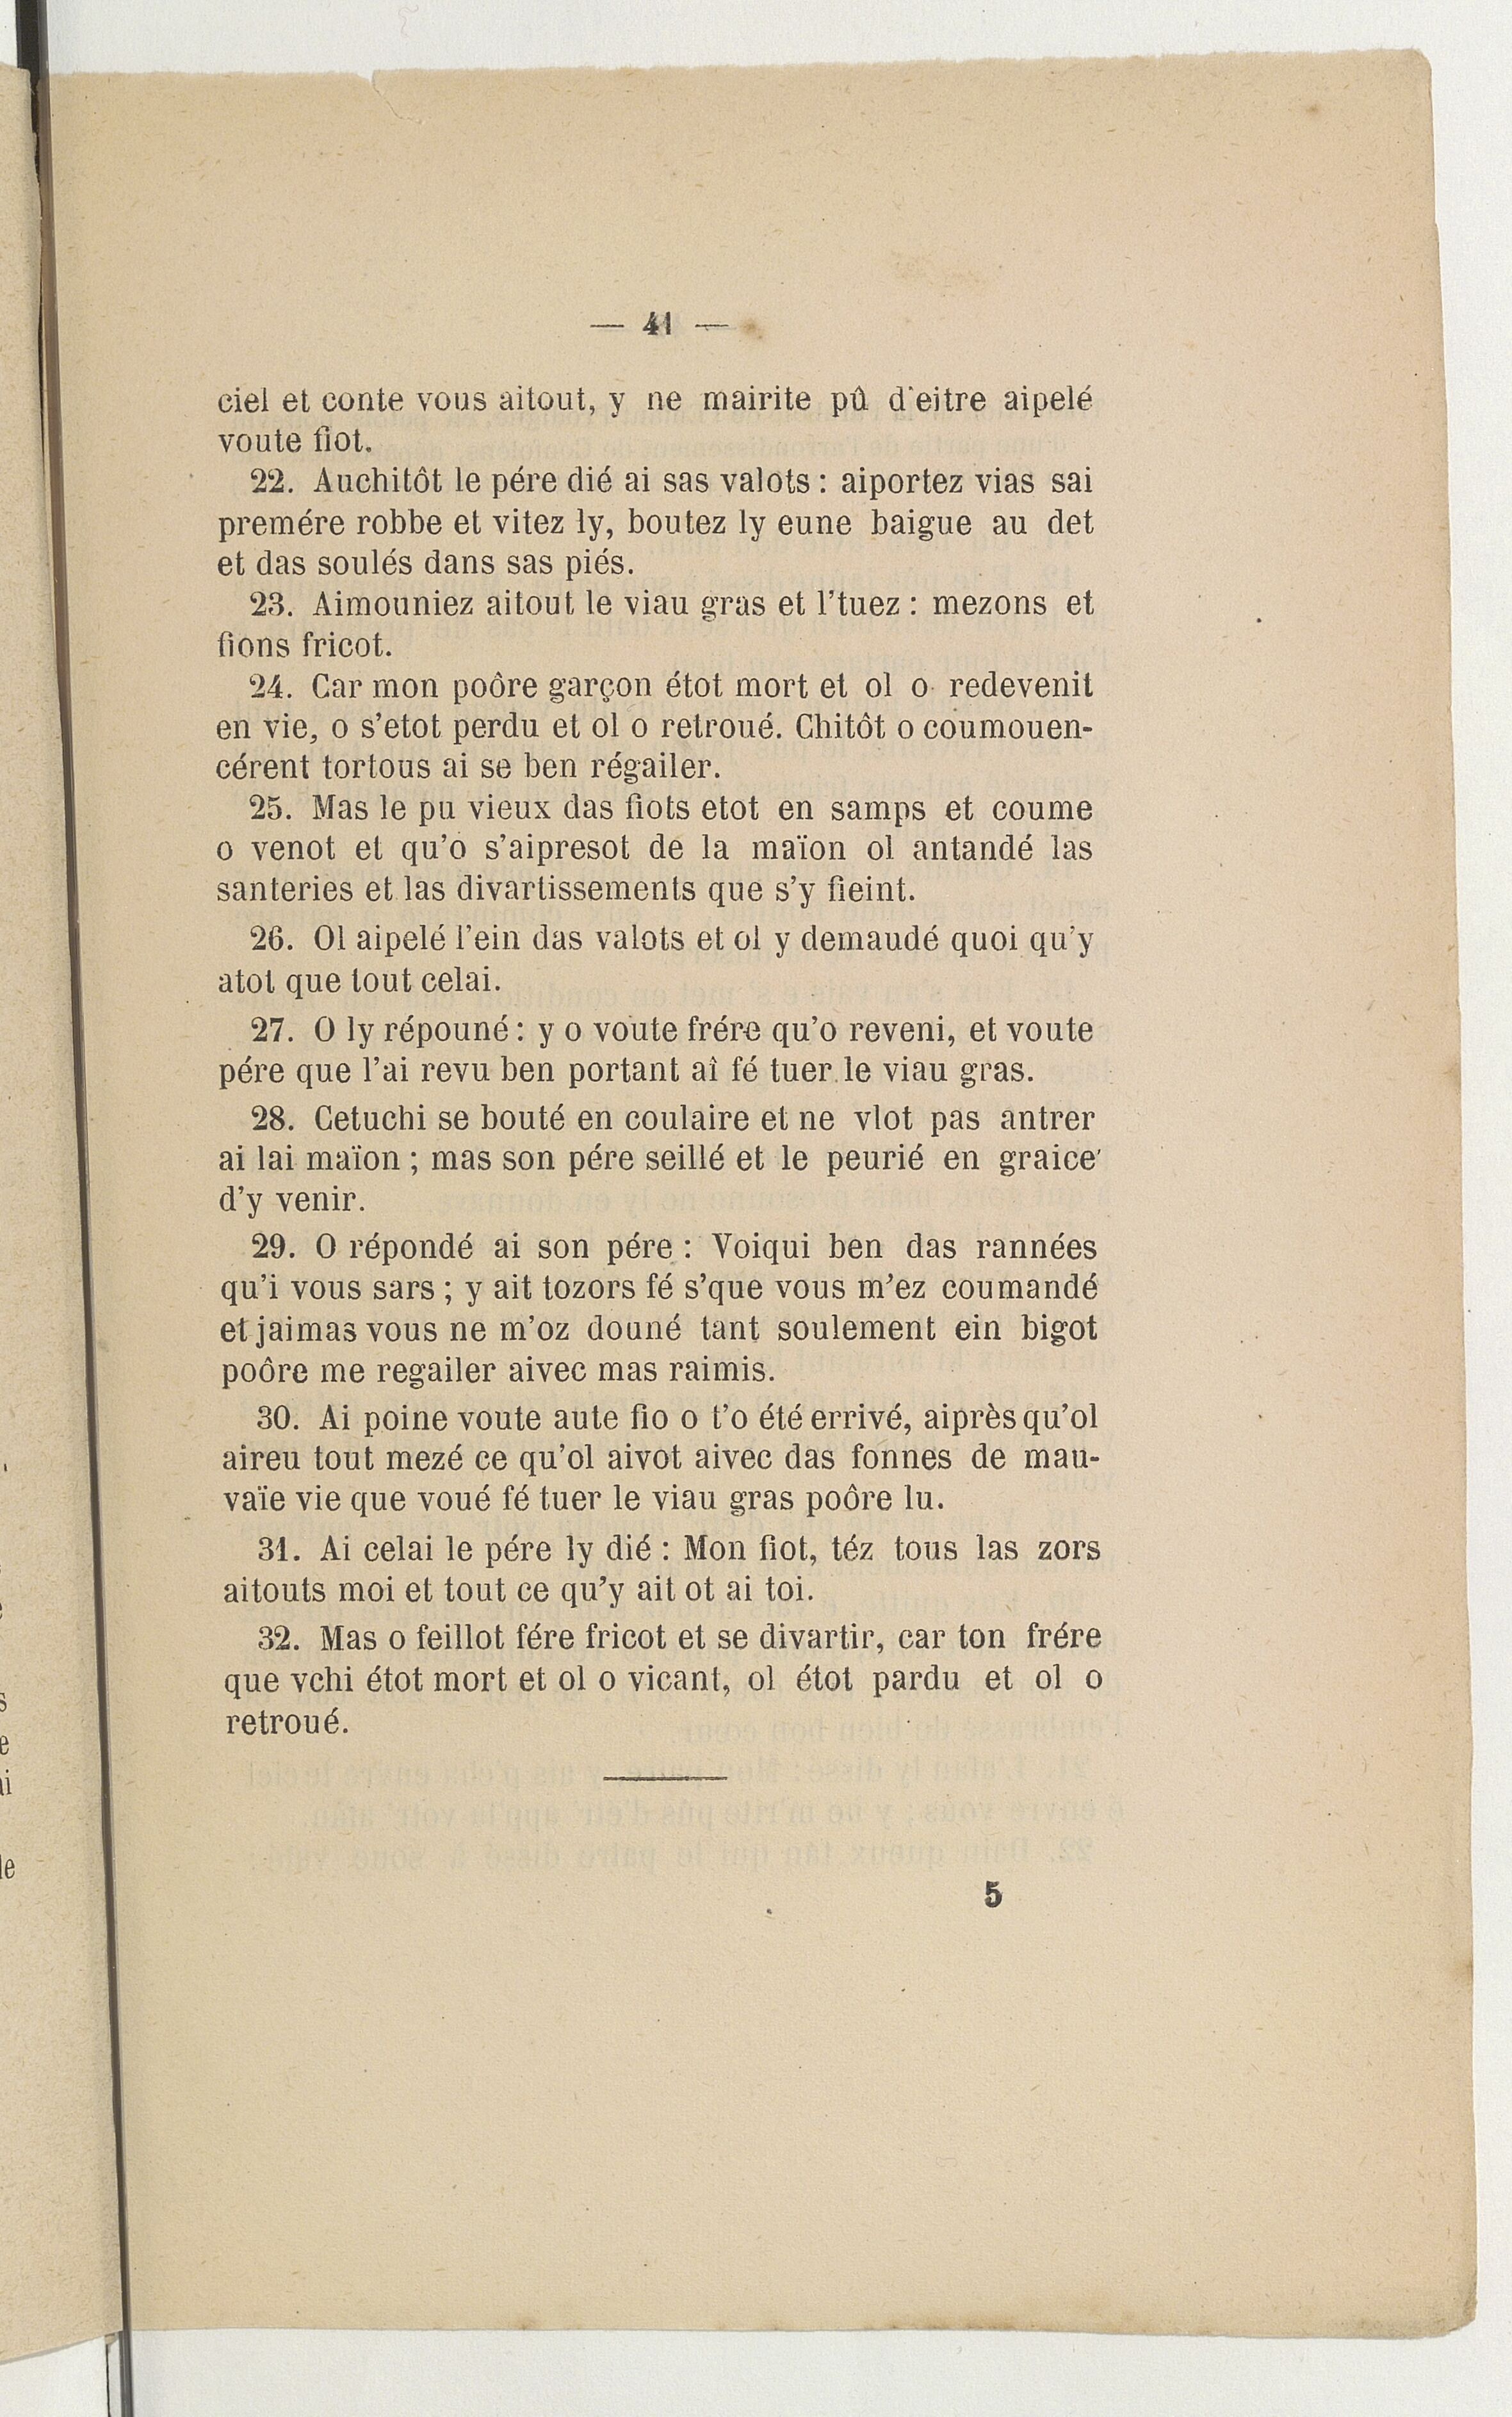 — 41 —
ciel et conte vous aitout, y ne mairite pû d'eitre aipelé
voute fiot.
22. Auchitôt le pére dié ai sas valots : aiportez vias sai
premére robbe et vitez ly, boutez ly eune baigue au det
et das soulés dans sas piés.
23. Aimouniez aitout le viau gras et l'tuez : mezons et
fions fricot.
24. Car mon poôre garçon étot mort et ol o redevenit
en vie, o s'etot perdu et ol o retroué. Chitôt o coumouen-
cérent tortous ai se ben régailer.
25. Mas le pu vieux das fiots etot en samps et coume
o venot et qu'o s'aipresot de la maïon ol antandé las
santeries et las divartissements que s'y fieint.
26. Ol aipelé l'ein das valots et ol y demaudé quoi qu'y
atot que tout celai.
27. O ly répouné : y o voute frére qu'o reveni, et voute
pére que l'ai revu ben portant aî fé tuer le viau gras.
28. Cetuchi se bouté en coulaire et ne vlot pas antrer
ai lai maïon ; mas son pére seillé et le peurié en graice
d'y venir.
29. O répondé ai son pére : Voiqui ben das rannées
qu'i vous sars ; y ait tozors fé s'que vous m'ez coumandé
et jaimas vous ne m'oz douné tant soulement ein bigot
poôre me regailer aivec mas raimis.
30. Ai poine voute aute fio o t'o été errivé, aiprès qu'ol
aireu tout mezé ce qu'ol aivot aivec das fonnes de mau-
vaïe vie que voué fé tuer le viau gras poôre lu.
31. Ai celai le pére ly dié : Mon fiot, téz tous las zors
aitouts moi et tout ce qu'y ait ot ai toi.
32. Mas o feillot fére fricot et se divartir, car ton frére
que vchi étot mort et ol o vicant, ol étot pardu et ol o
retroué.
5